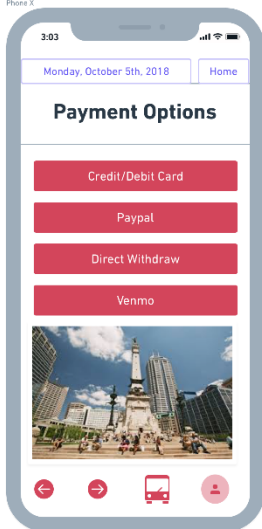 Phone X
3:03
Monday, October 5th, 2018 Home
Payment Options
Credit/Debit Card
Paypal
Direct Withdraw
Venmo